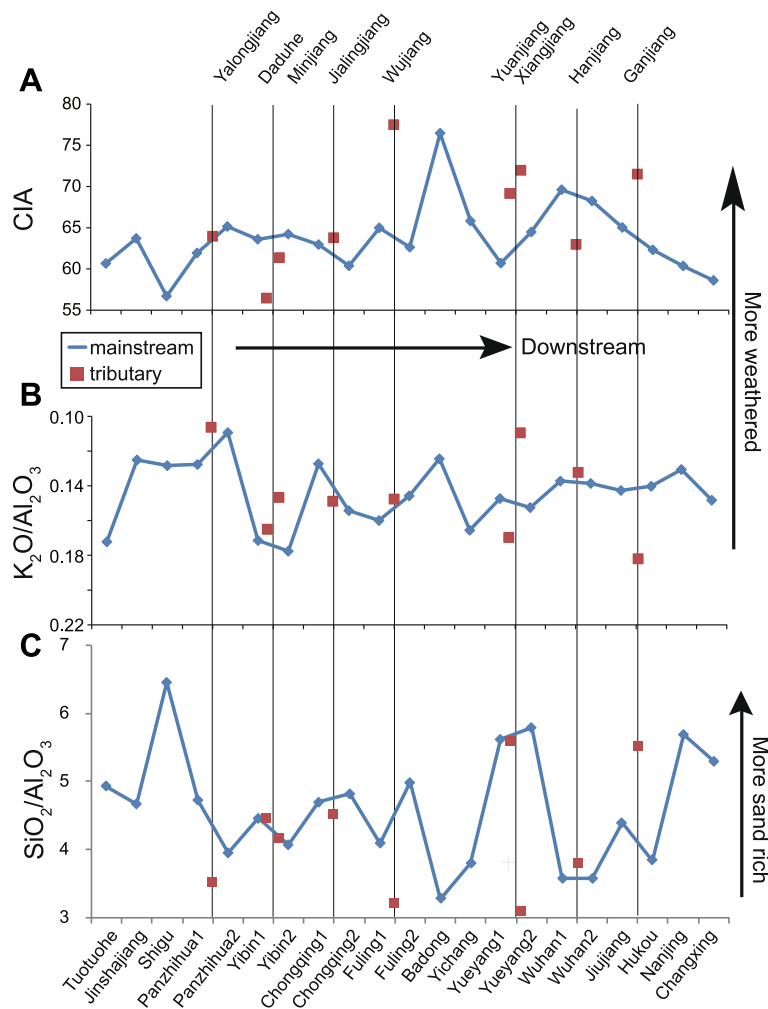 Yalongjiang Daduhe Minjiang Jialingjiang Wujiang Yuanjiang Xiangjiang Hanjiang Ganjiang
A
80
75
70
65
60
55
CIA
mainstream
tributary
Downstream
More weathered
B
0.10
0.14
0.18
0.22
K₂O/Al₂O₃
C
7
6
5
4
3
SiO₂/Al₂O₃
More sand rich
Tuotuohe Jinshajiang Shigu Panzhihua1 Panzhihua2 Yibin1 Yibin2 Chongqing1 Chongqing2 Fuling1 Fuling2 Badong Yichang Yueyang1 Yueyang2 Wuhan1 Wuhan2 Jiujiang Hukou Nanjing Changxing